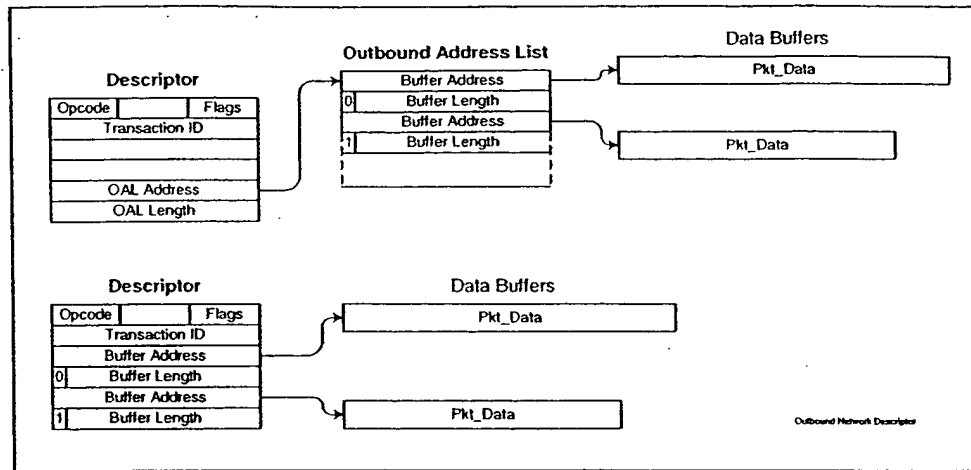 Data Buffers
Outbound Address List
Pkt_Data
Descriptor
Buffer Address
0 Buffer Length
Opcode Flags
Transaction ID
Buffer Address
1 Buffer Length
Pkt_Data
OAL Address
OAL Length
Descriptor
Data Buffers
Opcode Flags
Pkt_Data
Transaction ID
Buffer Address
0 Buffer Length
Buffer Address
1 Buffer Length
Pkt_Data
Outbound Network Descriptor